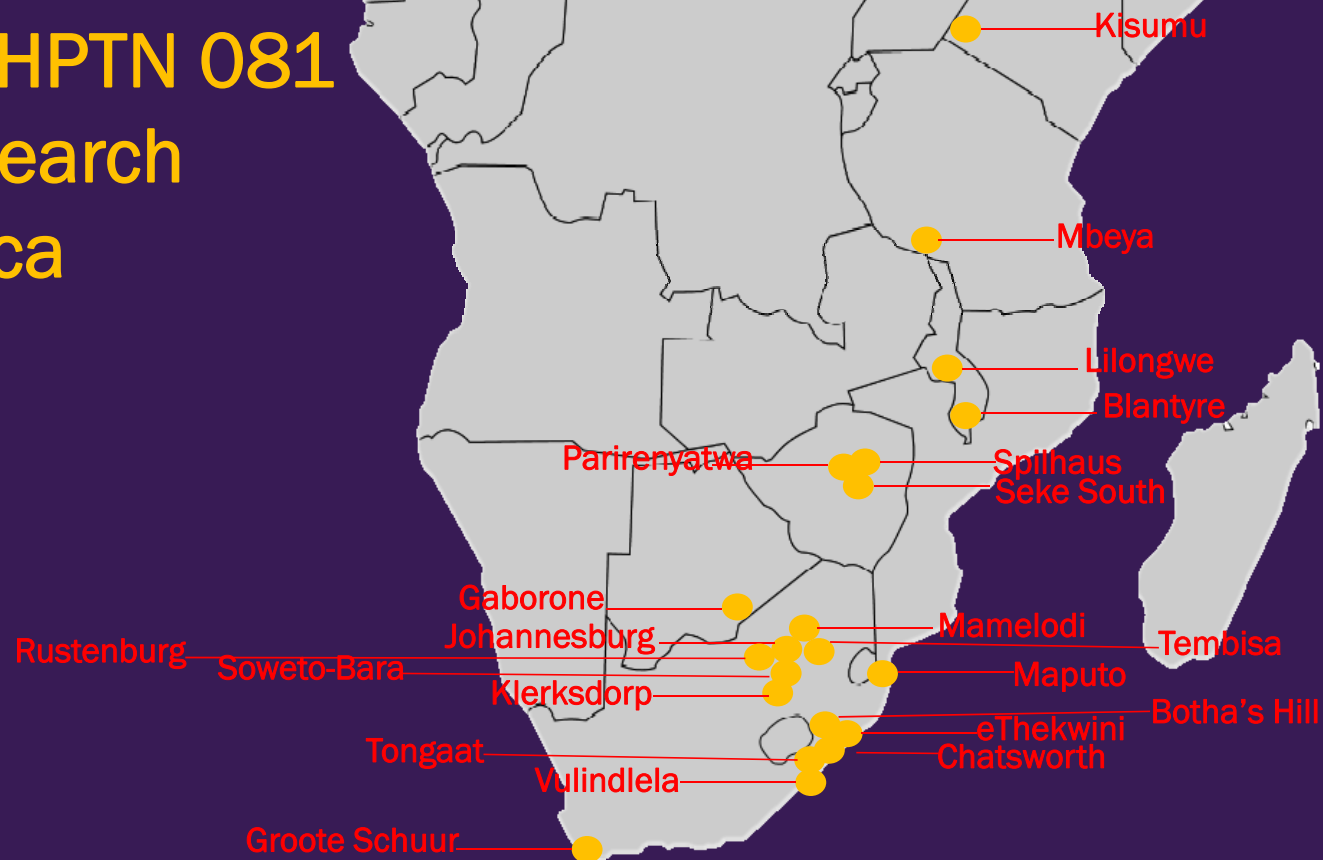 HPTN 081
earch
ca
Kisumu
Mbeya
Lilongwe
Blantyre
Parirenyatwa
Spilhaus
Seke South
Gaborone
Mamelodi
Johannesburg
Tembisa
Rustenburg
Soweto-Bara
Maputo
Klerksdorp
Botha’s Hill
eThekwini
Tongaat
Chatsworth
Vulindlela
Groote Schuur